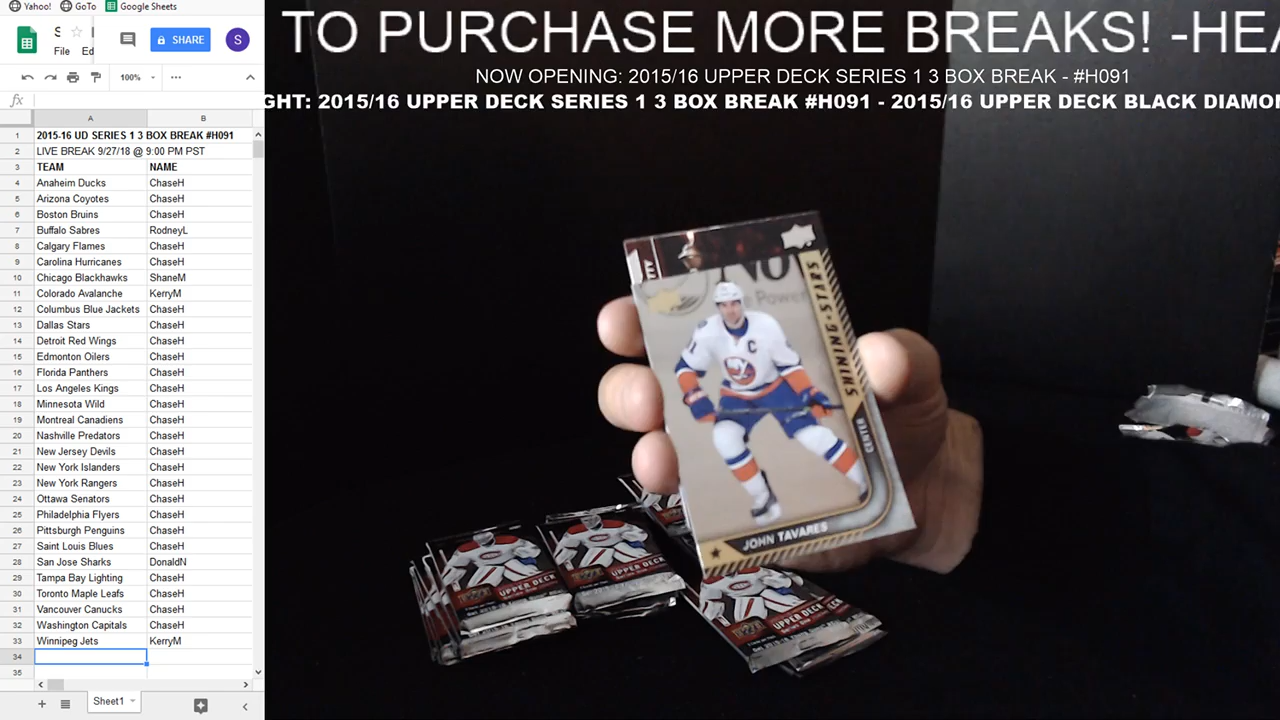 Yahoo!
GoTo
Google Sheets
S
File
Ed
SHARE
S
100%
fx
A
B
1 2015-16 UD SERIES 1 3 BOX BREAK #H091
2 LIVE BREAK 9/27/18 @ 9:00 PM PST
3 TEAM NAME
4 Anaheim Ducks ChaseH
5 Arizona Coyotes ChaseH
6 Boston Bruins ChaseH
7 Buffalo Sabres RodneyL
8 Calgary Flames ChaseH
9 Carolina Hurricanes ChaseH
10 Chicago Blackhawks ShaneM
11 Colorado Avalanche KerryM
12 Columbus Blue Jackets ChaseH
13 Dallas Stars ChaseH
14 Detroit Red Wings ChaseH
15 Edmonton Oilers ChaseH
16 Florida Panthers ChaseH
17 Los Angeles Kings ChaseH
18 Minnesota Wild ChaseH
19 Montreal Canadiens ChaseH
20 Nashville Predators ChaseH
21 New Jersey Devils ChaseH
22 New York Islanders ChaseH
23 New York Rangers ChaseH
24 Ottawa Senators ChaseH
25 Philadelphia Flyers ChaseH
26 Pittsburgh Penguins ChaseH
27 Saint Louis Blues ChaseH
28 San Jose Sharks DonaldN
29 Tampa Bay Lighting ChaseH
30 Toronto Maple Leafs ChaseH
31 Vancouver Canucks ChaseH
32 Washington Capitals ChaseH
33 Winnipeg Jets KerryM
34
35
Sheet1
TO PURCHASE MORE BREAKS! -HEA
NOW OPENING: 2015/16 UPPER DECK SERIES 1 3 BOX BREAK - #H091
GHT: 2015/16 UPPER DECK SERIES 1 3 BOX BREAK #H091 - 2015/16 UPPER DECK BLACK DIAMON
No
Power
SHINING STARS
CENTER
C
JOHN TAVARES
UPPER DECK
UPPER DECK
UPPER DECK